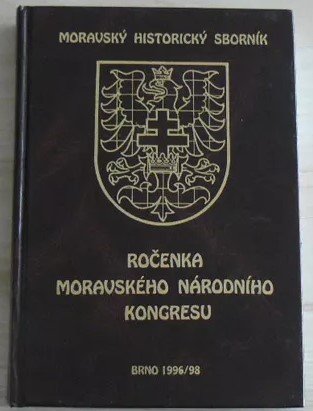 MORAVSKÝ HISTORICKÝ SBORNÍK
ROČENKA
MORAVSKÉHO NÁRODNÍHO
KONGRESU
BRNO 1996/98